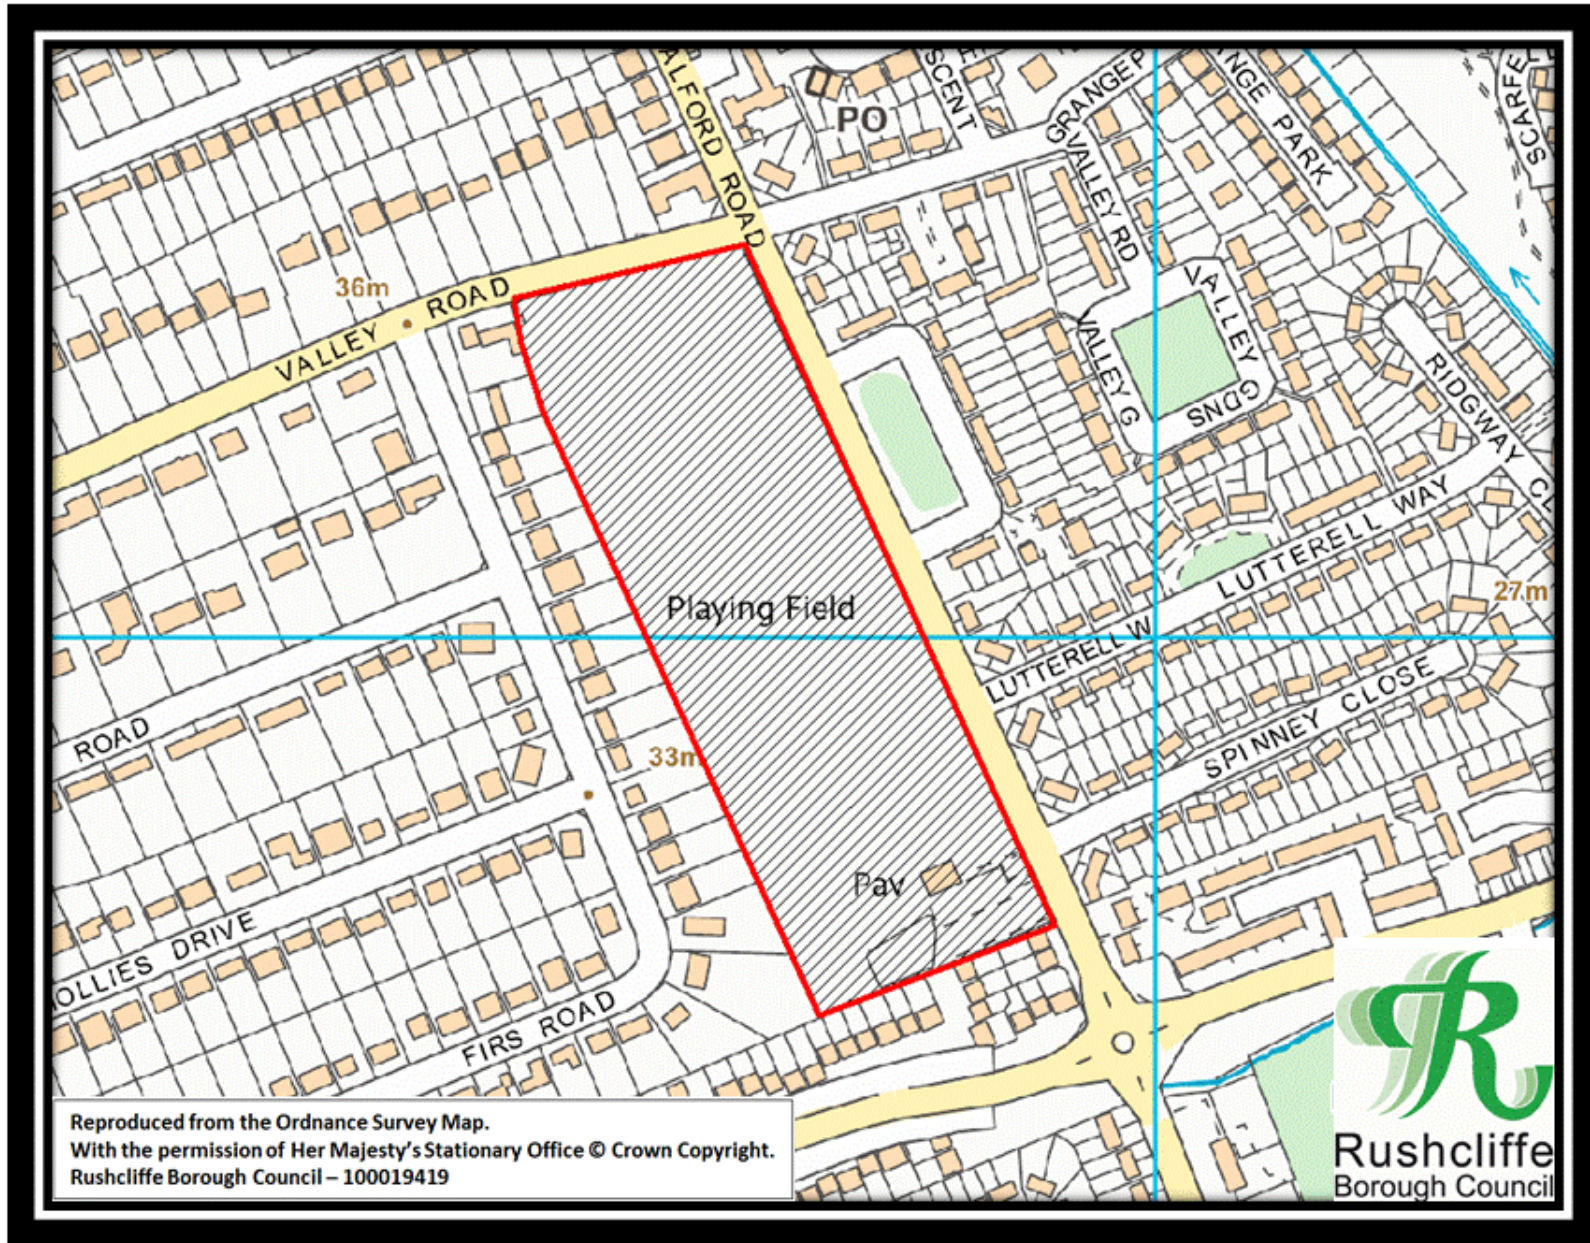 ALFORD ROAD
PO
SCENT
GRANGE P
ANGE PARK
SCARFE
VALLEY RD
36m
VALLEY ROAD
VALLEY G
VALLEY GDNS
RIDGWAY CL
LUTTERELL WAY
27m
Playing Field
LUTTERELL W
ROAD
33m
SPINNEY CLOSE
Pav
OLLIES DRIVE
FIRS ROAD
Reproduced from the Ordnance Survey Map.
With the permission of Her Majesty's Stationary Office © Crown Copyright.
Rushcliffe Borough Council – 100019419
R
Rushcliffe
Borough Council